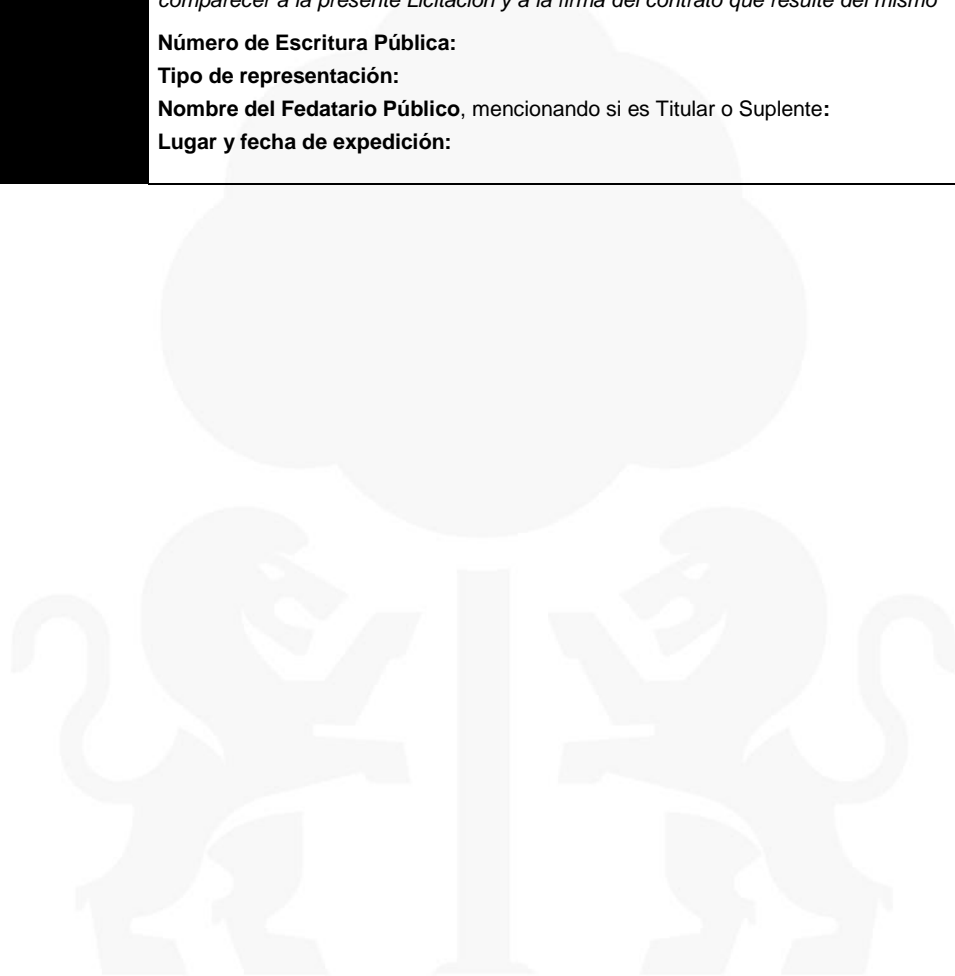 comparecer a la presente Licitación y a la firma del contrato que resulte del mismo
Número de Escritura Pública:
Tipo de representación:
Nombre del Fedatario Público, mencionando si es Titular o Suplente:
Lugar y fecha de expedición: